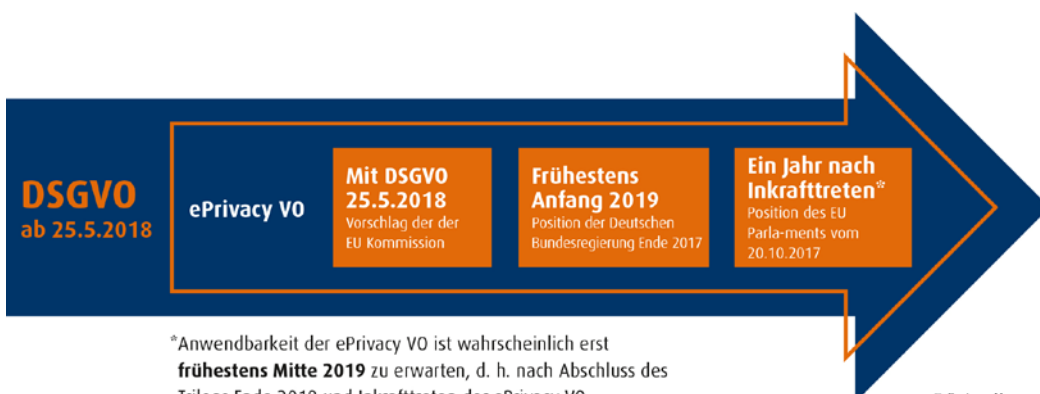 DSGVO
ab 25.5.2018
ePrivacy VO
Mit DSGVO
25.5.2018
Vorschlag der der
EU Kommission
Frühestens
Anfang 2019
Position der Deutschen
Bundesregierung Ende 2017
Ein Jahr nach
Inkrafttreten*
Position des EU
Parla-ments vom
20.10.2017
*Anwendbarkeit der ePrivacy VO ist wahrscheinlich erst
frühestens Mitte 2019 zu erwarten, d. h. nach Abschluss des